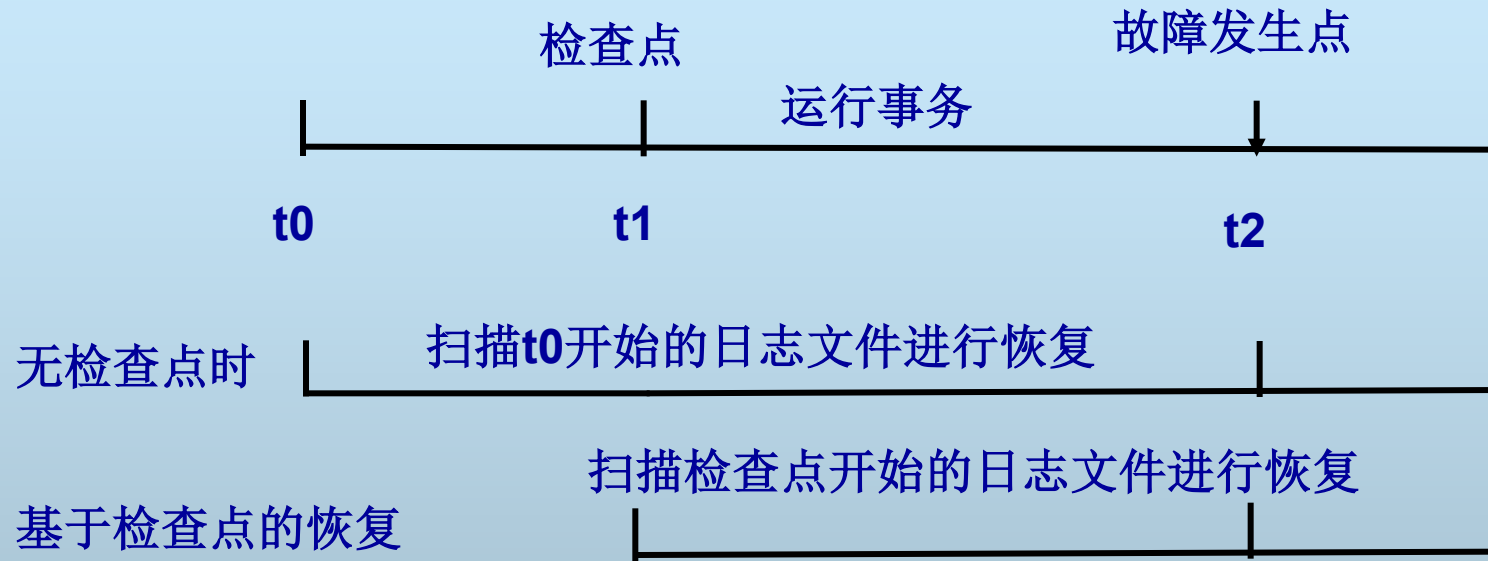 检查点
故障发生点
运行事务
t0
t1
t2
无检查点时
扫描t0开始的日志文件进行恢复
扫描检查点开始的日志文件进行恢复
基于检查点的恢复